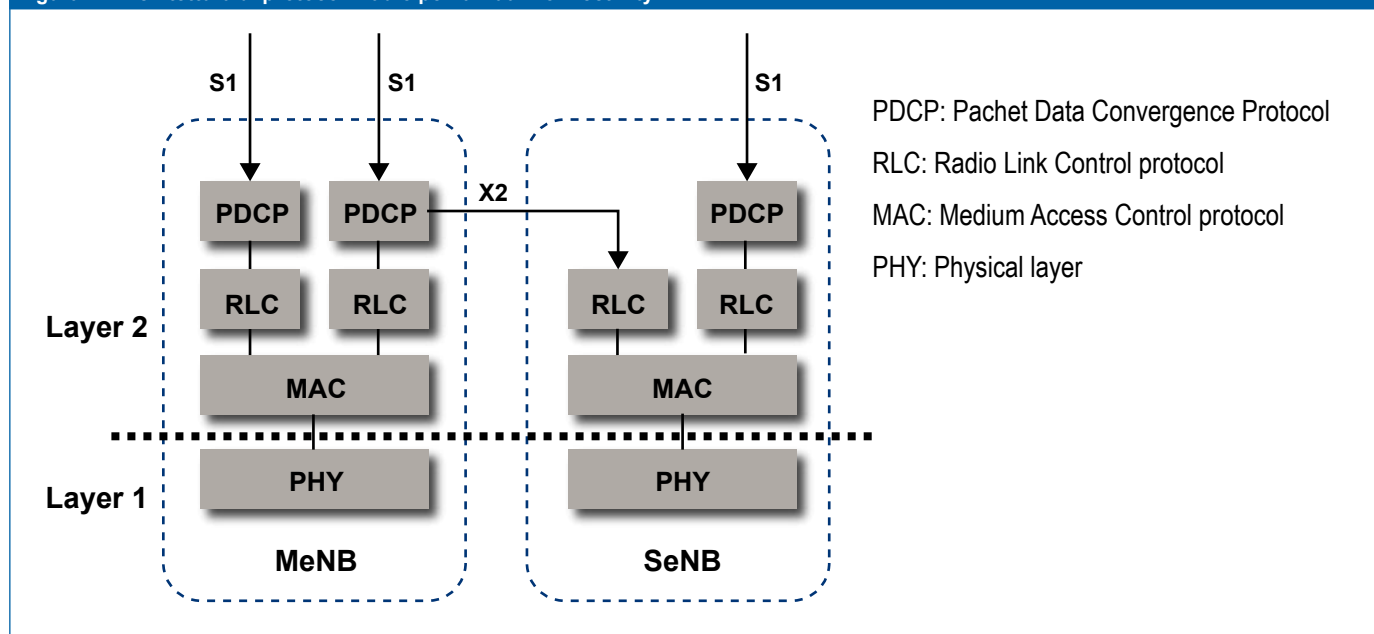 S1
S1
S1
PDCP: Pachet Data Convergence Protocol
RLC: Radio Link Control protocol
MAC: Medium Access Control protocol
PHY: Physical layer
PDCP
PDCP
X2
PDCP
RLC
RLC
RLC
RLC
Layer 2
MAC
MAC
PHY
PHY
Layer 1
MeNB
SeNB